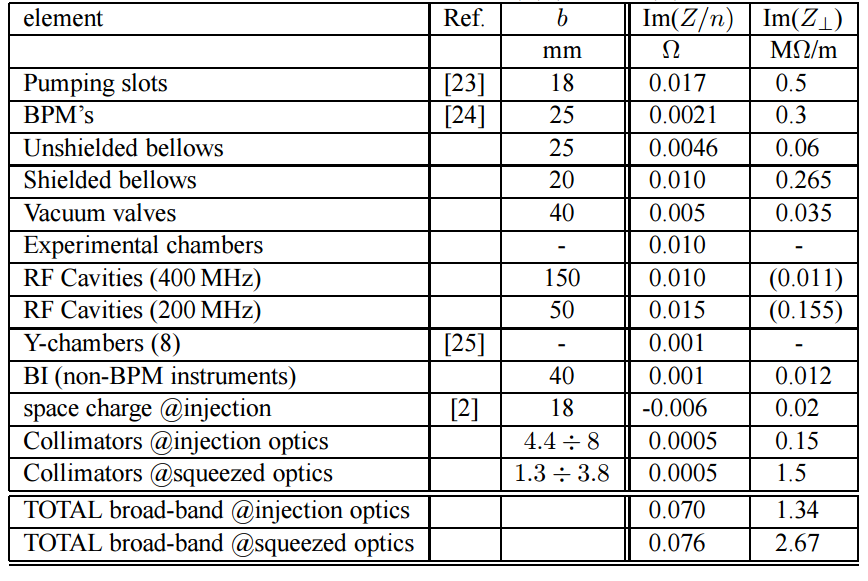 element Ref. b Im(Z/n) Im(Z⊥)
mm Ω MΩ/m
Pumping slots [23] 18 0.017 0.5
BPM's [24] 25 0.0021 0.3
Unshielded bellows 25 0.0046 0.06
Shielded bellows 20 0.010 0.265
Vacuum valves 40 0.005 0.035
Experimental chambers - 0.010 -
RF Cavities (400 MHz) 150 0.010 (0.011)
RF Cavities (200 MHz) 50 0.015 (0.155)
Y-chambers (8) [25] - 0.001 -
BI (non-BPM instruments) 40 0.001 0.012
space charge @injection [2] 18 -0.006 0.02
Collimators @injection optics 4.4 ÷ 8 0.0005 0.15
Collimators @squeezed optics 1.3 ÷ 3.8 0.0005 1.5
TOTAL broad-band @injection optics 0.070 1.34
TOTAL broad-band @squeezed optics 0.076 2.67